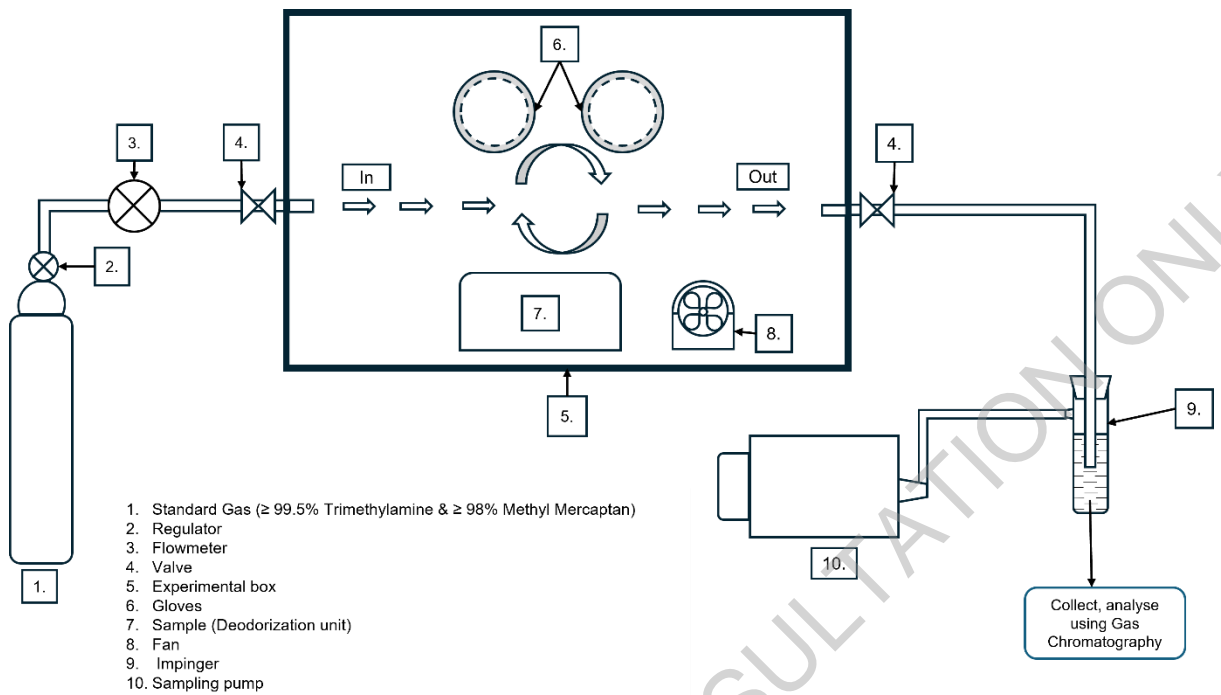 6.
3.
4.
4.
In
Out
2.
7.
8.
5.
9.
1. Standard Gas (≥ 99.5% Trimethylamine & ≥ 98% Methyl Mercaptan)
2. Regulator
3. Flowmeter
4. Valve
5. Experimental box
6. Gloves
7. Sample (Deodorization unit)
8. Fan
9. Impinger
10. Sampling pump
1.
10.
Collect, analyse
using Gas
Chromatography